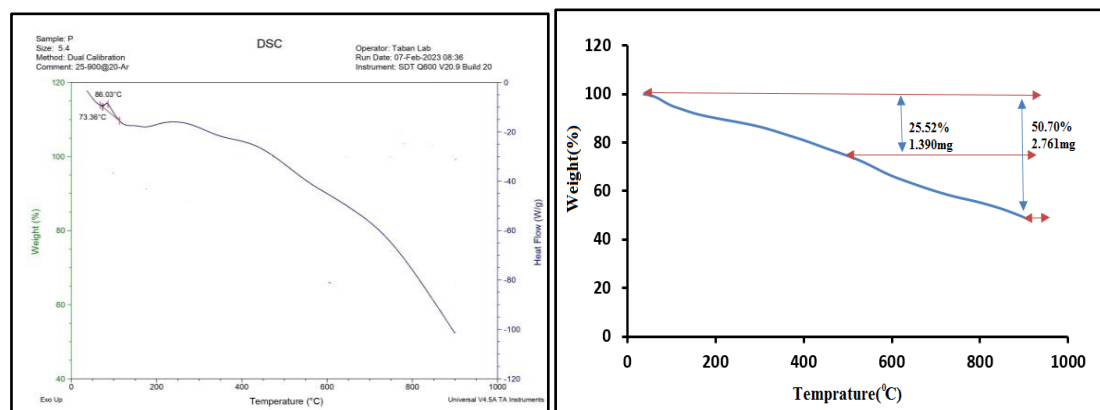 Sample: P
Size: 5.4
Method: Dual Calibration
Comment: 25-900@20-Ar
DSC
Operator: Taban Lab
Run Date: 07-Feb-2023 08:36
Instrument: SDT Q600 V20.9 Build 20
120
100
80
60
40
Weight (%)
86.03°C
73.36°C
0
-20
-40
-60
-80
-100
-120
Heat Flow (W/g)
0
200
400
600
800
1000
Exo Up
Temperature (°C)
Universal V4.5A TA Instruments
120
100
80
60
40
20
0
Weight(%)
25.52%
1.390mg
50.70%
2.761mg
0
200
400
600
800
1000
Temprature(⁰C)